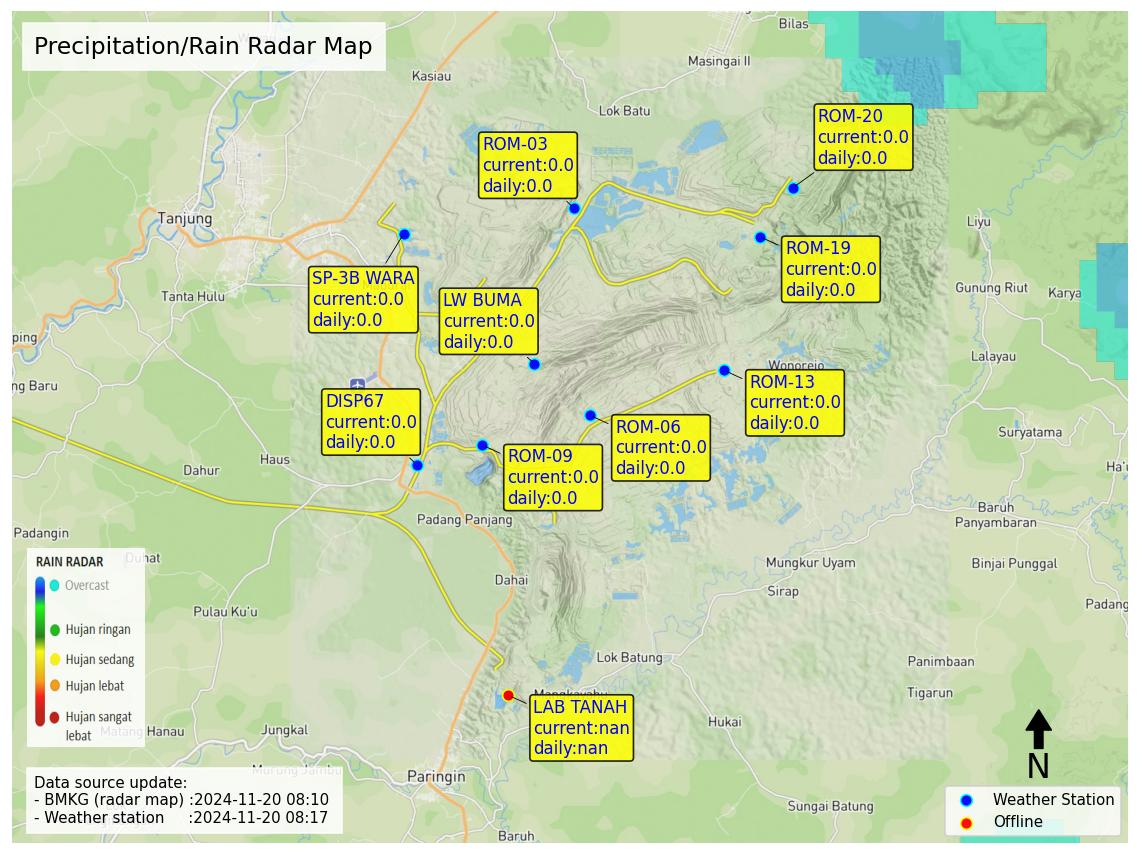 Precipitation/Rain Radar Map
Bilas
Masingai II
Kasiau
Lok Batu
ROM-20
current:0.0
daily:0.0
ROM-03
current:0.0
daily:0.0
Tanjung
Liyu
ROM-19
current:0.0
daily:0.0
SP-3B WARA
current:0.0
daily:0.0
Tanta Hulu
LW BUMA
current:0.0
daily:0.0
Gunung Riut
Karya
ping
Lalayau
Wonorejo
ng Baru
ROM-13
current:0.0
daily:0.0
DISP67
current:0.0
daily:0.0
ROM-06
current:0.0
daily:0.0
Suryatama
ROM-09
current:0.0
daily:0.0
Haus
Dahur
Ha'u
Baruh
Panyambaran
Padang Panjang
Padangin
Duhat
Mungkur Uyam
Binjai Punggal
RAIN RADAR
Overcast
Hujan ringan
Hujan sedang
Hujan lebat
Hujan sangat
lebat
Dahai
Sirap
Padang
Pulau Ku'u
Lok Batung
Panimbaan
Tigarun
Mangkayahu
LAB TANAH
current:nan
daily:nan
Hukai
Matang Hanau
Jungkal
Murung Jambu
Paringin
N
Data source update:
- BMKG (radar map) :2024-11-20 08:10
- Weather station :2024-11-20 08:17
Sungai Batung
Weather Station
Offline
Baruh